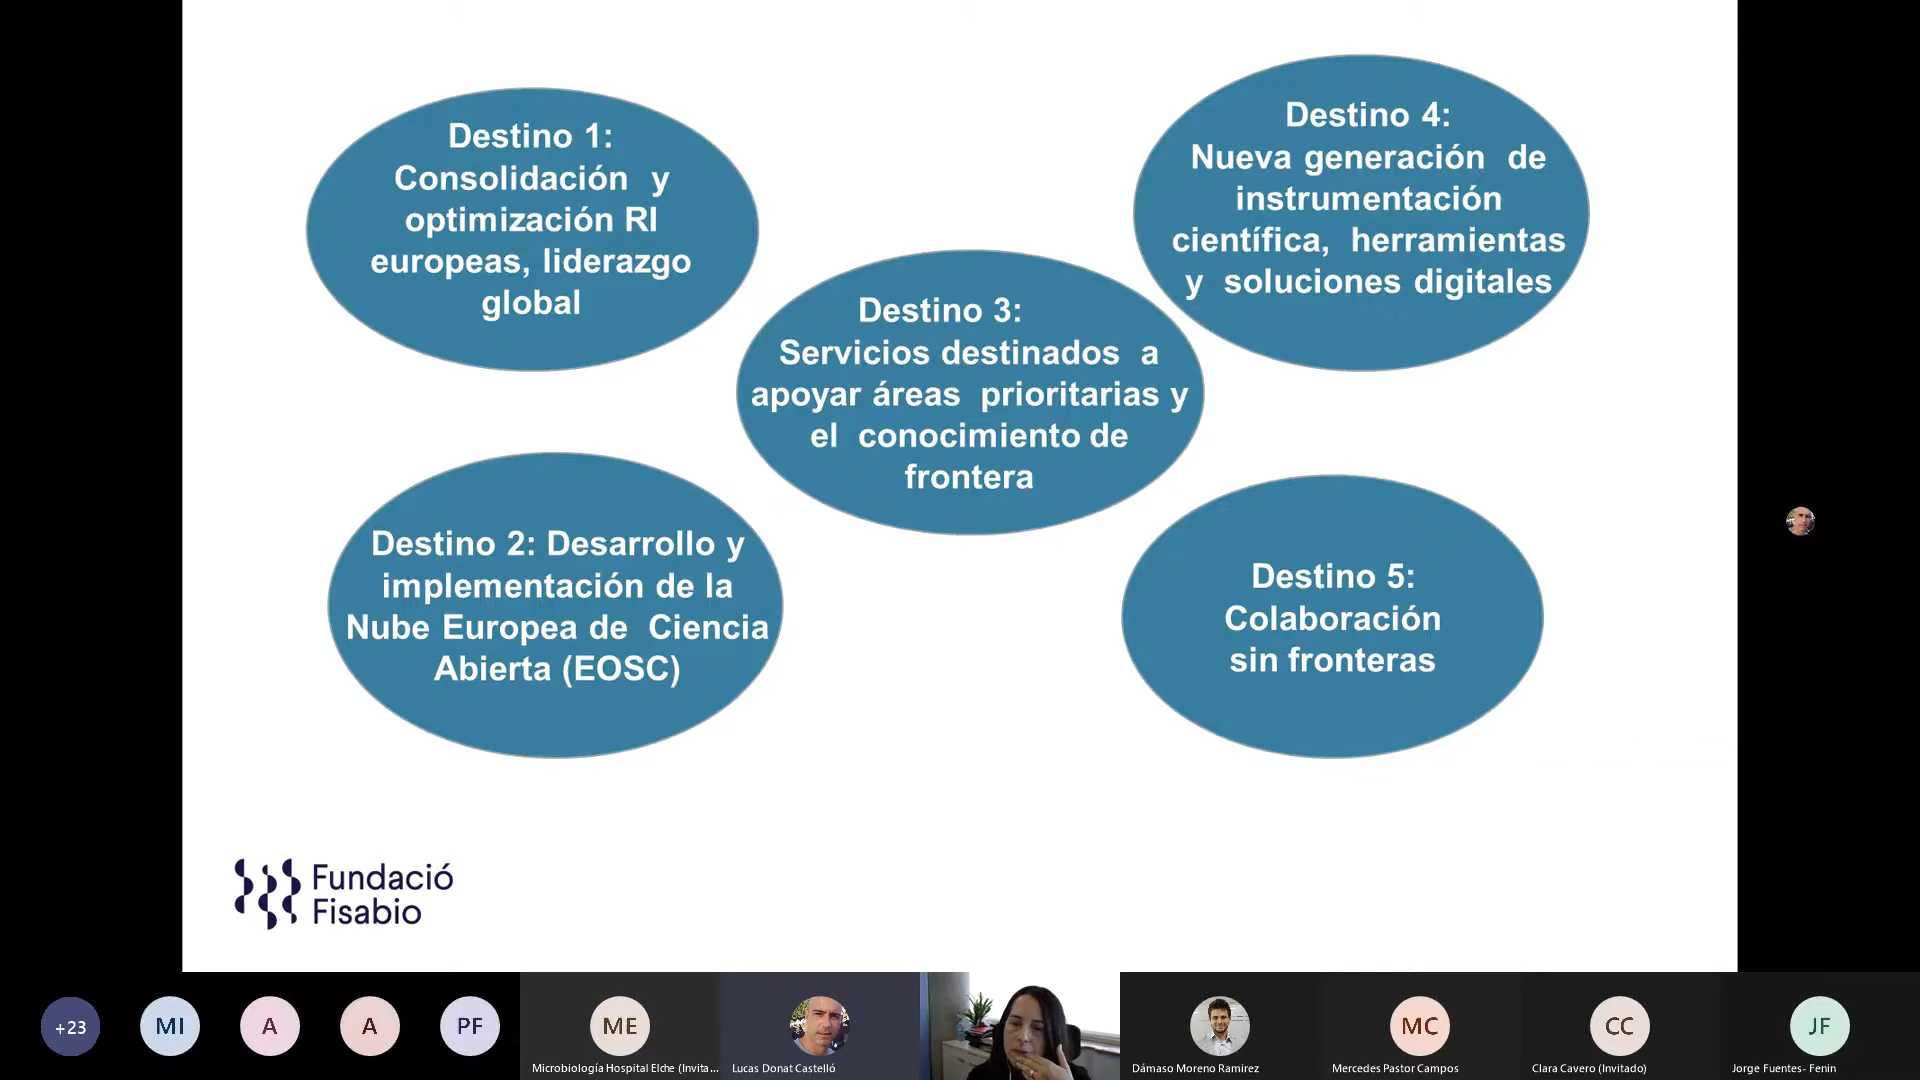 Destino 1:
Consolidación y
optimización RI
europeas, liderazgo
global
Destino 2: Desarrollo y
implementación de la
Nube Europea de Ciencia
Abierta (EOSC)
Destino 3:
Servicios destinados a
apoyar áreas prioritarias y
el conocimiento de
frontera
Destino 4:
Nueva generación de
instrumentación
científica, herramientas
y soluciones digitales
Destino 5:
Colaboración
sin fronteras
Fundació
Fisabio
+23
MI
A
A
PF
ME
Microbiología Hospital Elche (Invita...
Lucas Donat Castelló
Dámaso Moreno Ramirez
MC
Mercedes Pastor Campos
CC
Clara Cavero (Invitado)
JF
Jorge Fuentes- Fenin